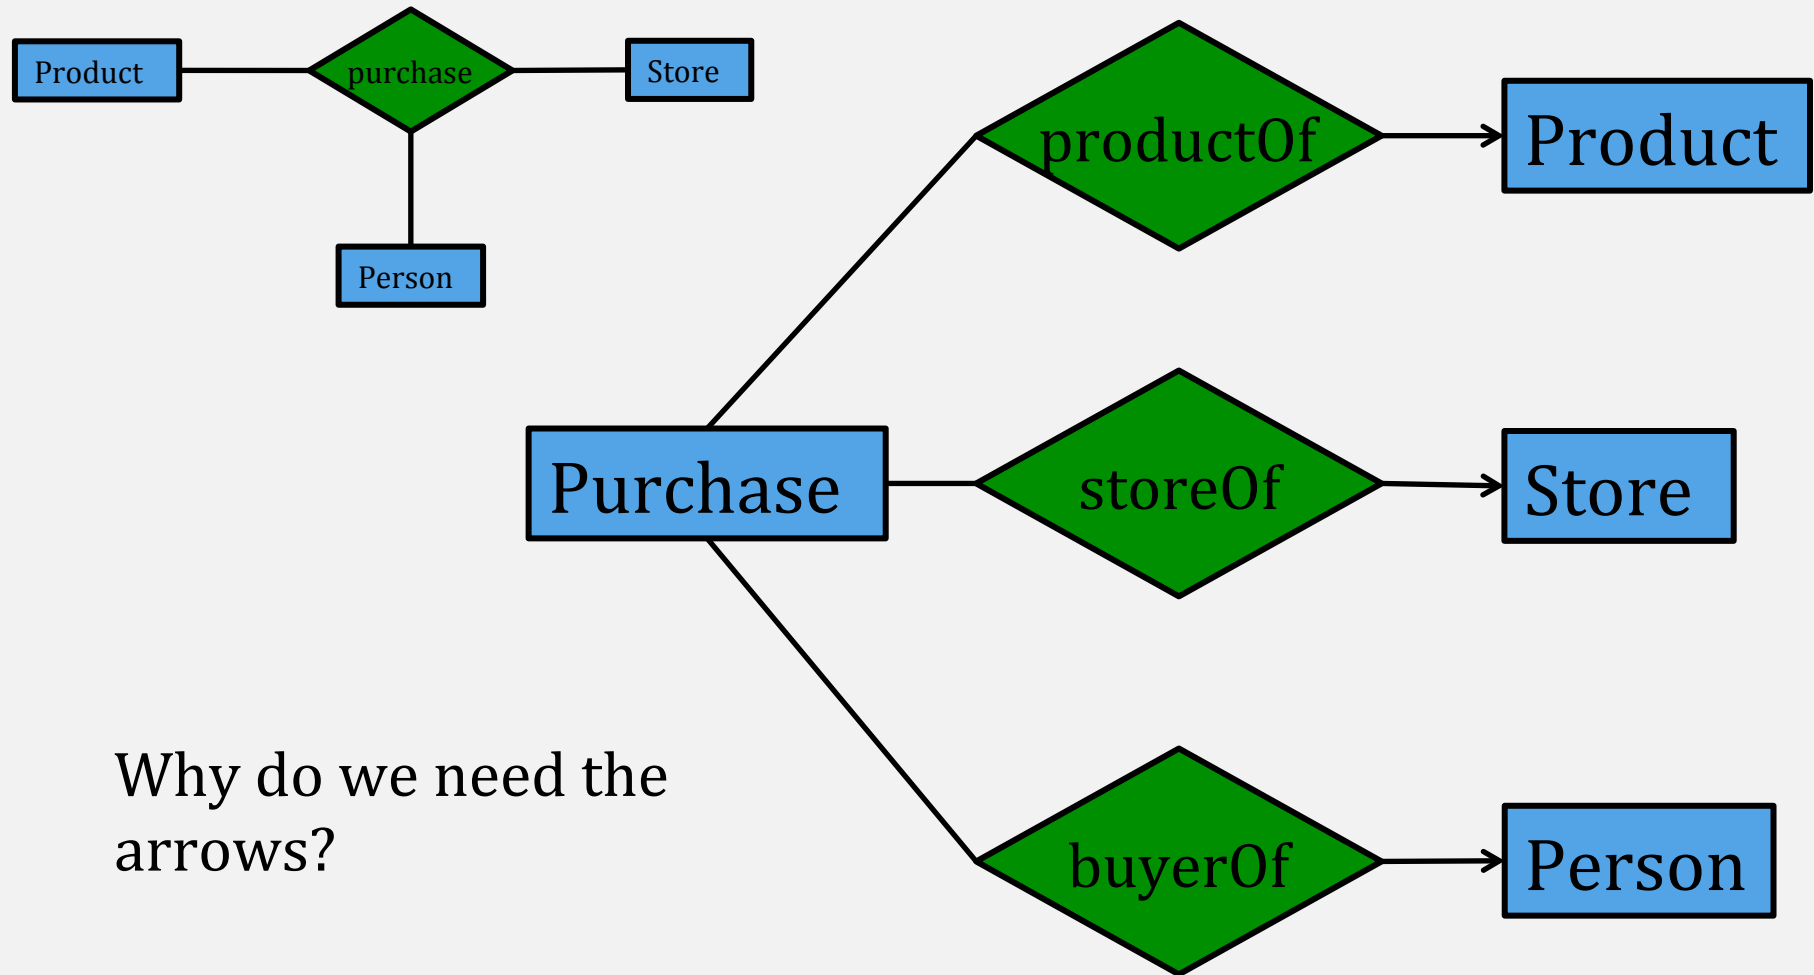 Product
purchase
Store
Person
productOf
Product
Purchase
storeOf
Store
Why do we need the
arrows?
buyerOf
Person